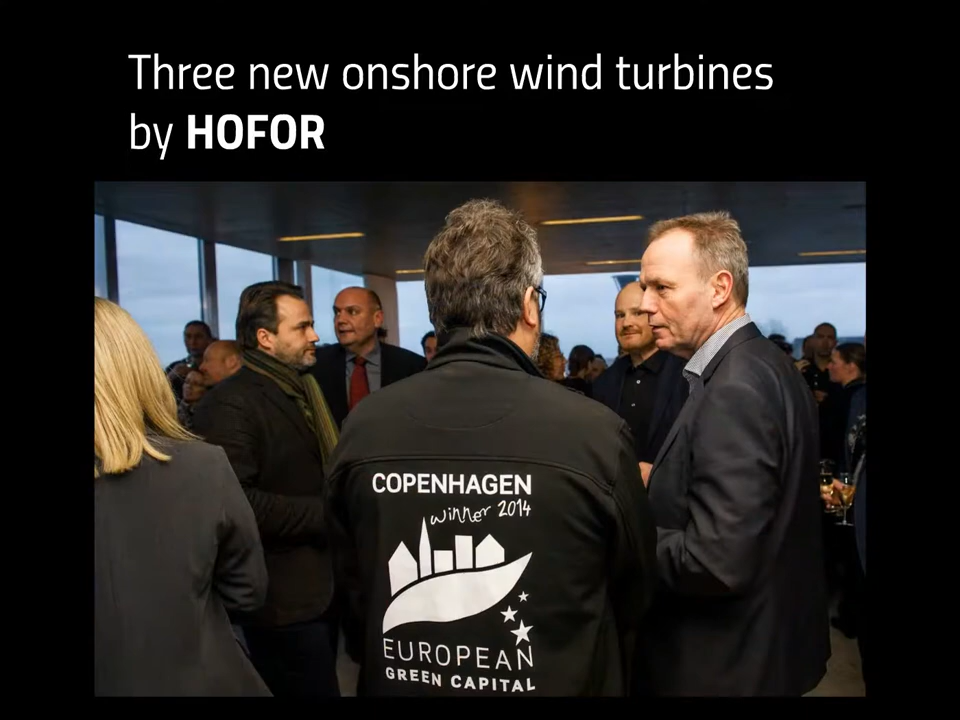 Three new onshore wind turbines
by HOFOR
COPENHAGEN
winner 2014
EUROPEAN
GREEN CAPITAL